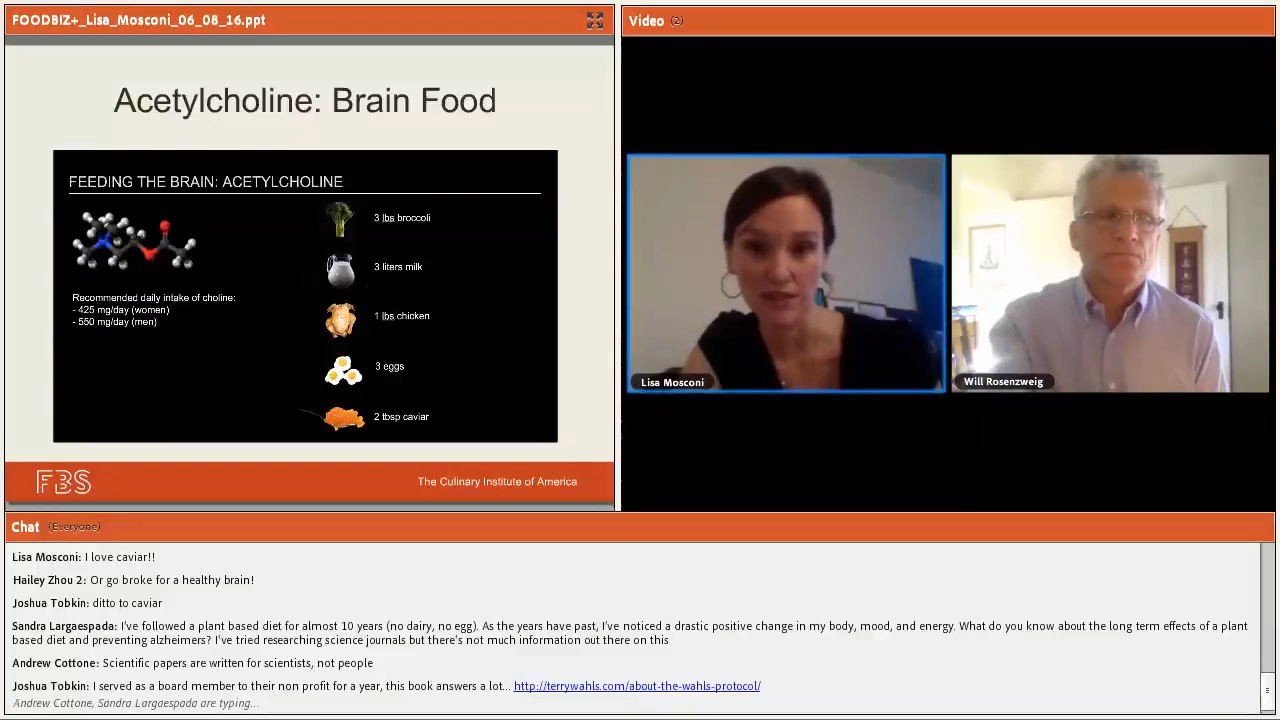 FOODBIZ+_Lisa_Mosconi_06_08_16.ppt
Acetylcholine: Brain Food
FEEDING THE BRAIN: ACETYLCHOLINE
Recommended daily intake of choline:
- 425 mg/day (women)
- 550 mg/day (men)
3 lbs broccoli
3 liters milk
1 lbs chicken
3 eggs
2 tbsp caviar
FBS
The Culinary Institute of America
Video (2)
Lisa Mosconi
Will Rosenzweig
Chat (Everyone)
Lisa Mosconi: I love caviar!!
Hailey Zhou 2: Or go broke for a healthy brain!
Joshua Tobkin: ditto to caviar
Sandra Largaespada: I've followed a plant based diet for almost 10 years (no dairy, no egg). As the years have past, I've noticed a drastic positive change in my body, mood, and energy. What do you know about the long term effects of a plant
based diet and preventing alzheimers? I've tried researching science journals but there's not much information out there on this
Andrew Cottone: Scientific papers are written for scientists, not people
Joshua Tobkin: I served as a board member to their non profit for a year, this book answers a lot... http://terrywahls.com/about-the-wahls-protocol/
Andrew Cottone, Sandra Largaespada are typing...